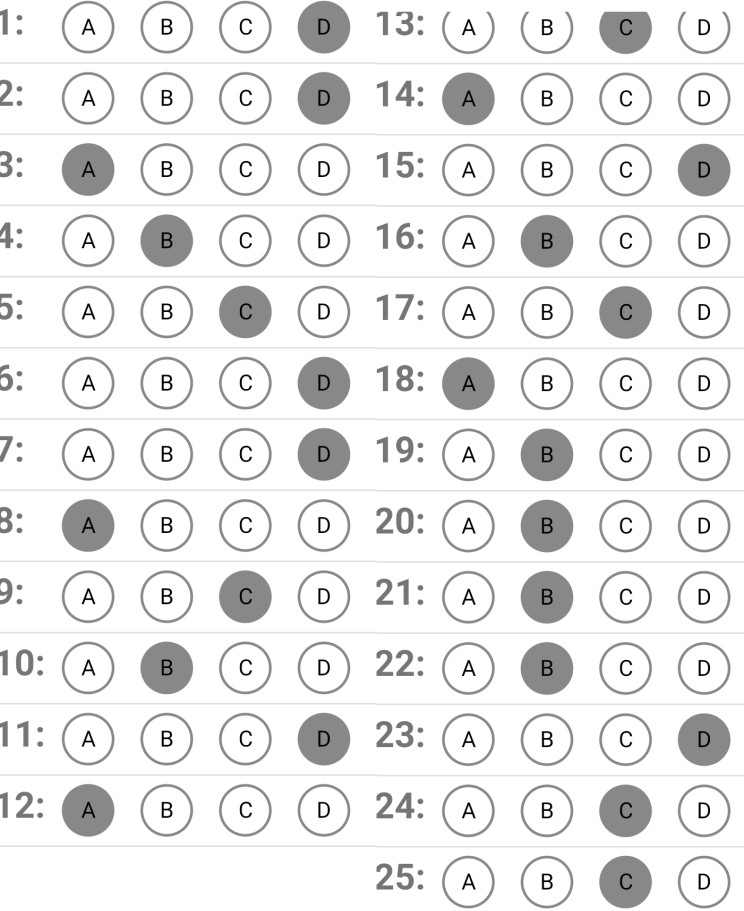 1: A B C D
2: A B C D
3: A B C D
4: A B C D
5: A B C D
6: A B C D
7: A B C D
8: A B C D
9: A B C D
10: A B C D
11: A B C D
12: A B C D
13: A B C D
14: A B C D
15: A B C D
16: A B C D
17: A B C D
18: A B C D
19: A B C D
20: A B C D
21: A B C D
22: A B C D
23: A B C D
24: A B C D
25: A B C D